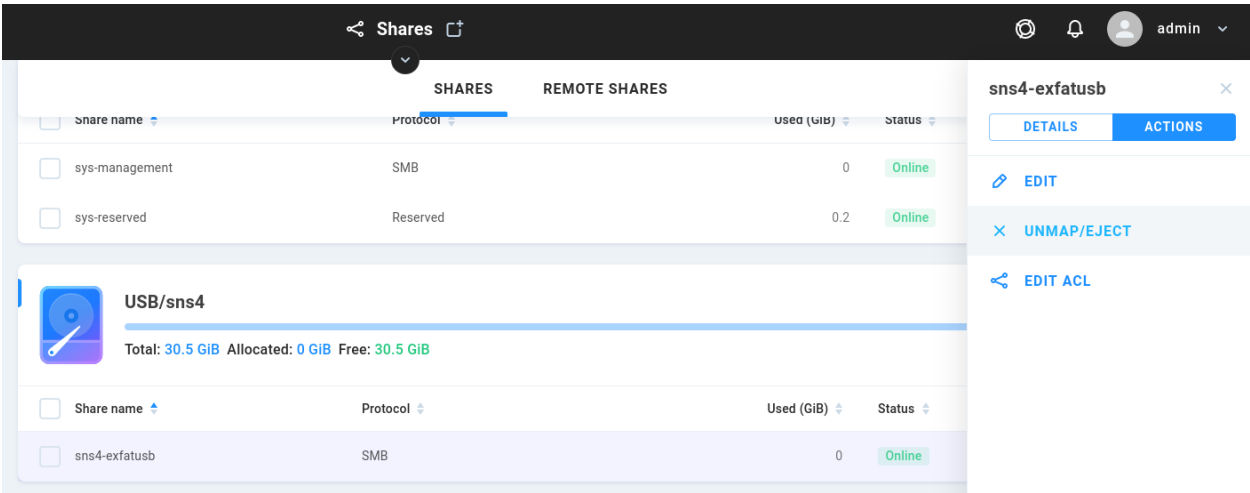 Shares
admin
SHARES REMOTE SHARES
Share name Protocol Used (GiB) Status
sys-management SMB 0 Online
sys-reserved Reserved 0.2 Online
USB/sns4
Total: 30.5 GiB Allocated: 0 GiB Free: 30.5 GiB
Share name Protocol Used (GiB) Status
sns4-exfatusb SMB 0 Online
sns4-exfatusb
DETAILS ACTIONS
EDIT
UNMAP/EJECT
EDIT ACL